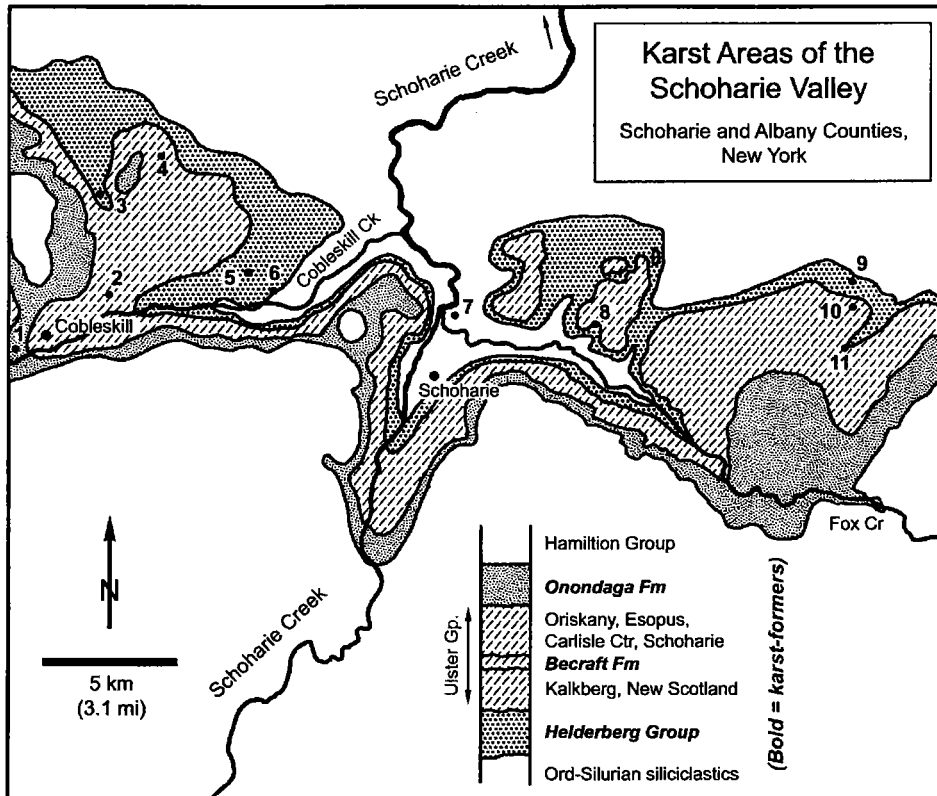 Karst Areas of the
Schoharie Valley
Schoharie and Albany Counties,
New York
Schoharie Creek
Cobleskill Ck
4
3
5
6
2
1
Cobleskill
7
8
9
10
11
Schoharie
Fox Cr
N
5 km
(3.1 mi)
Schoharie Creek
Ulster Gp.
Hamiltion Group
Onondaga Fm
Oriskany, Esopus,
Carlisle Ctr, Schoharie
Becraft Fm
Kalkberg, New Scotland
Helderberg Group
Ord-Silurian siliciclastics
(Bold = karst-formers)